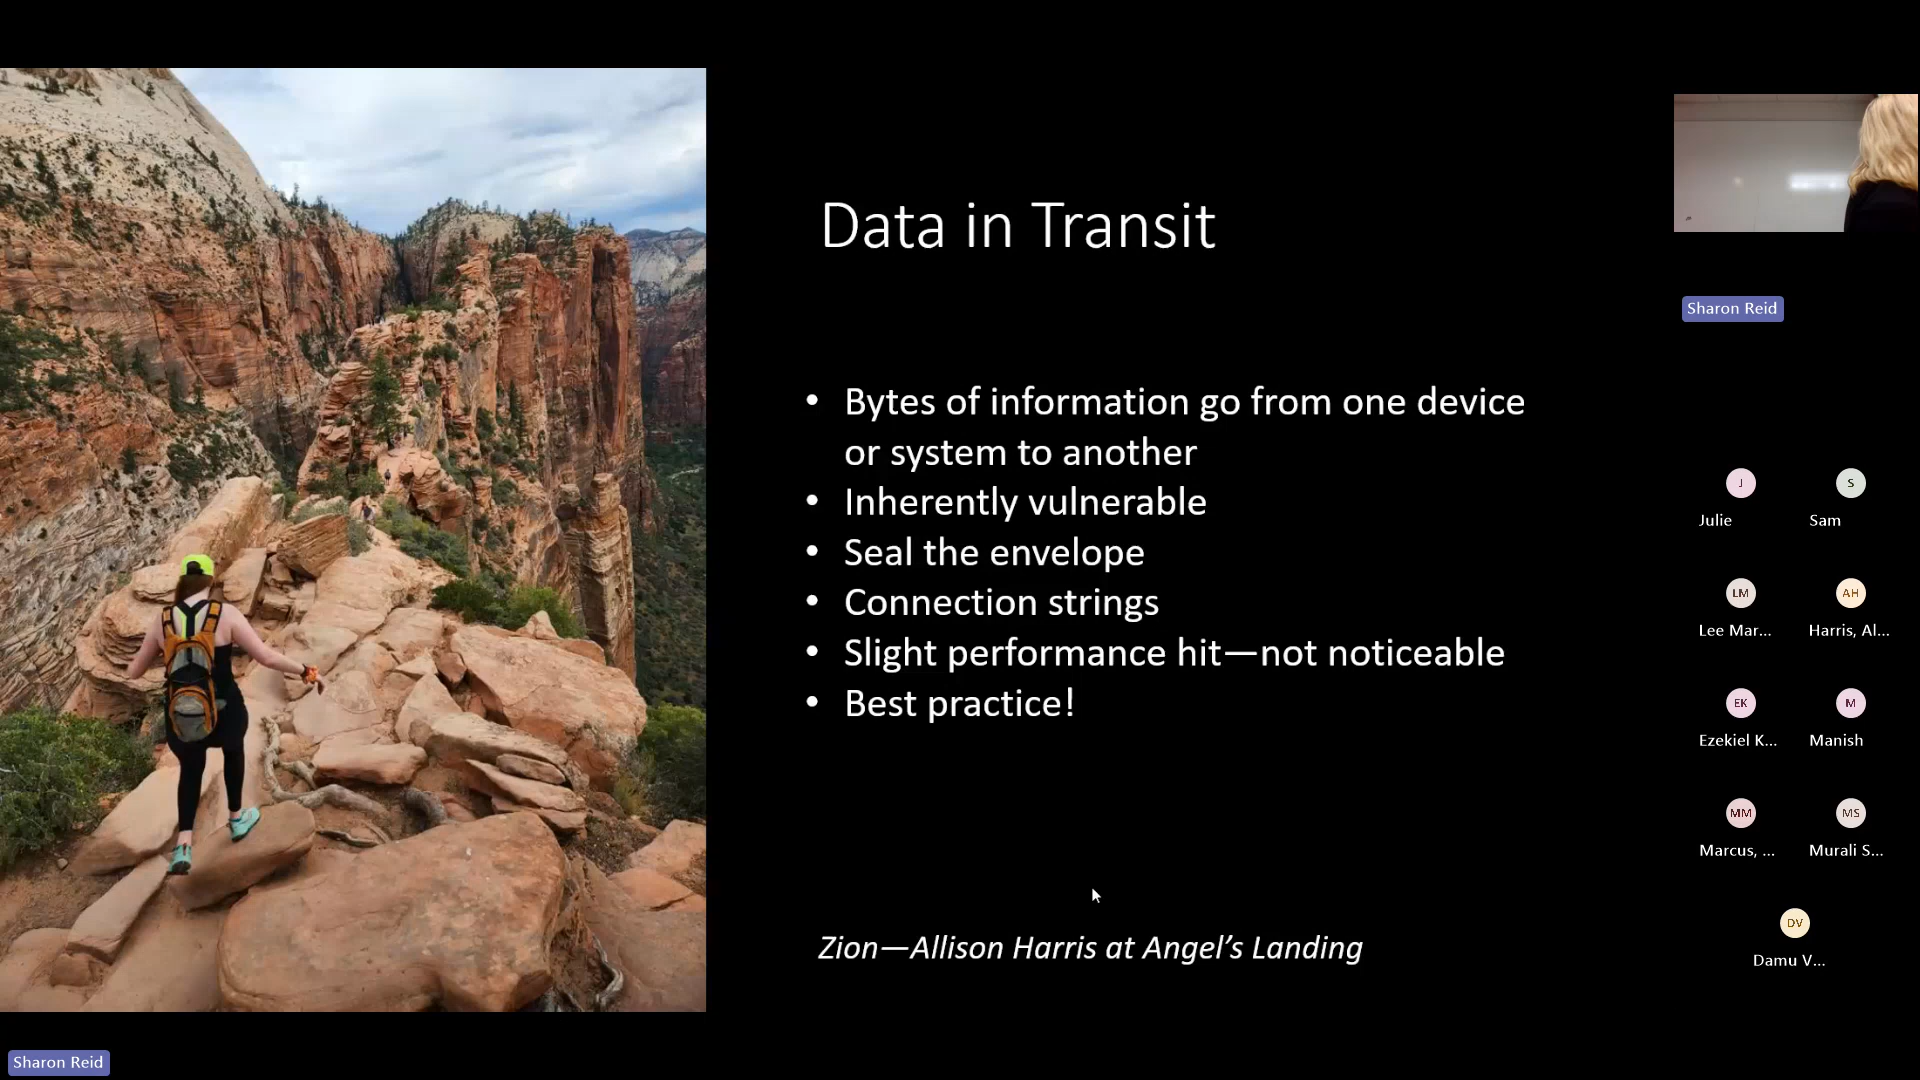 Data in Transit
• Bytes of information go from one device
or system to another
• Inherently vulnerable
• Seal the envelope
• Connection strings
• Slight performance hit—not noticeable
• Best practice!
Zion—Allison Harris at Angel’s Landing
Sharon Reid
J
S
Julie
Sam
LM
AH
Lee Mar...
Harris, Al...
EK
M
Ezekiel K...
Manish
MM
MS
Marcus, ...
Murali S...
DV
Damu V...
Sharon Reid